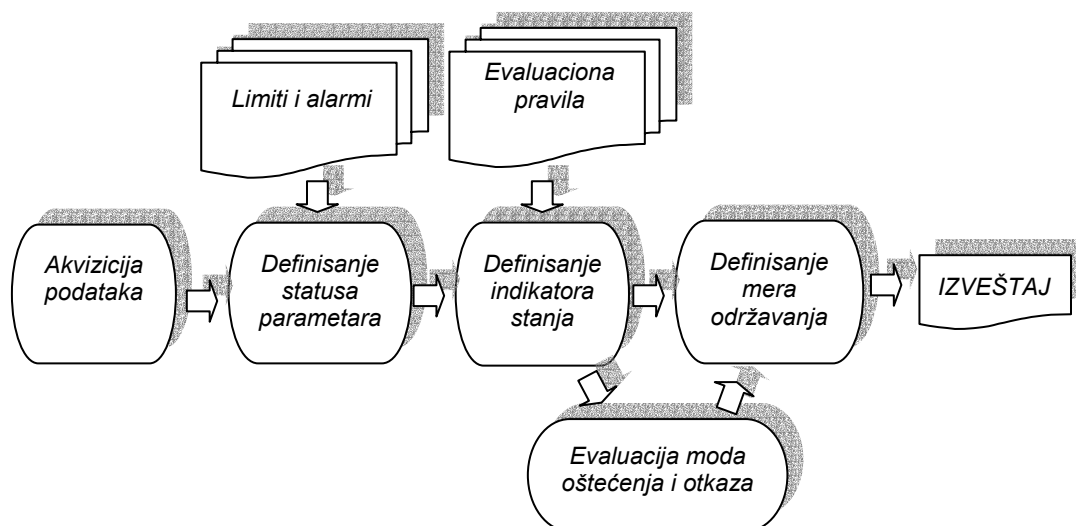 Limiti i alarmi
Evaluaciona
pravila
Akvizicija
podataka
Definisanje
statusa
parametara
Definisanje
indikatora
stanja
Definisanje
mera
održavanja
IZVEŠTAJ
Evaluacija moda
oštećenja i otkaza